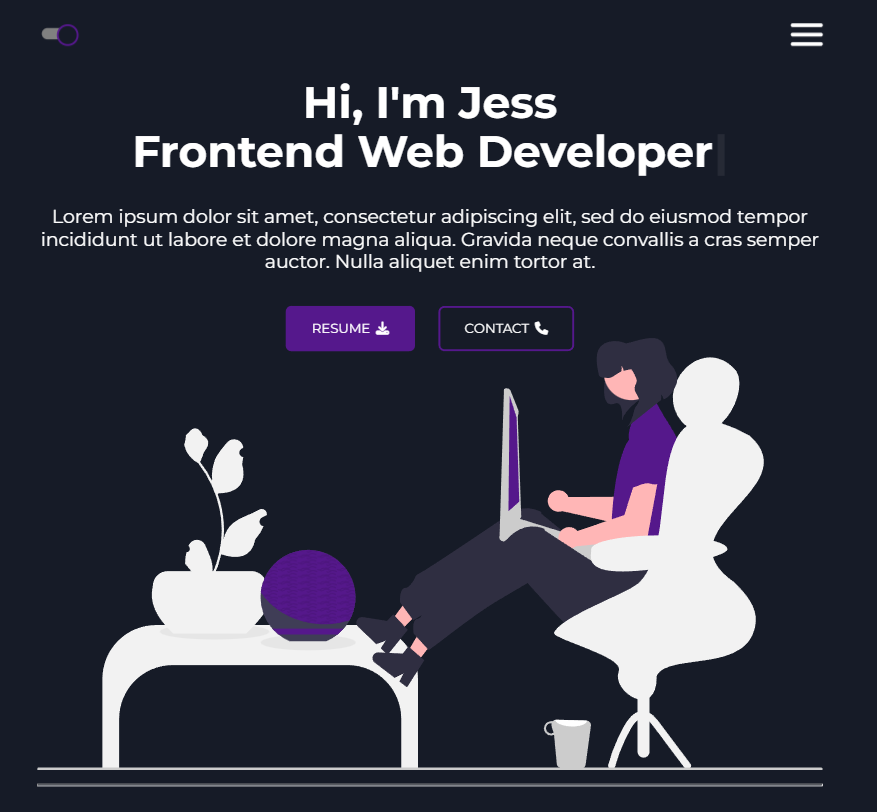 Hi, I'm Jess
Frontend Web Developer
Lorem ipsum dolor sit amet, consectetur adipiscing elit, sed do eiusmod tempor
incididunt ut labore et dolore magna aliqua. Gravida neque convallis a cras semper
auctor. Nulla aliquet enim tortor at.
RESUME
CONTACT